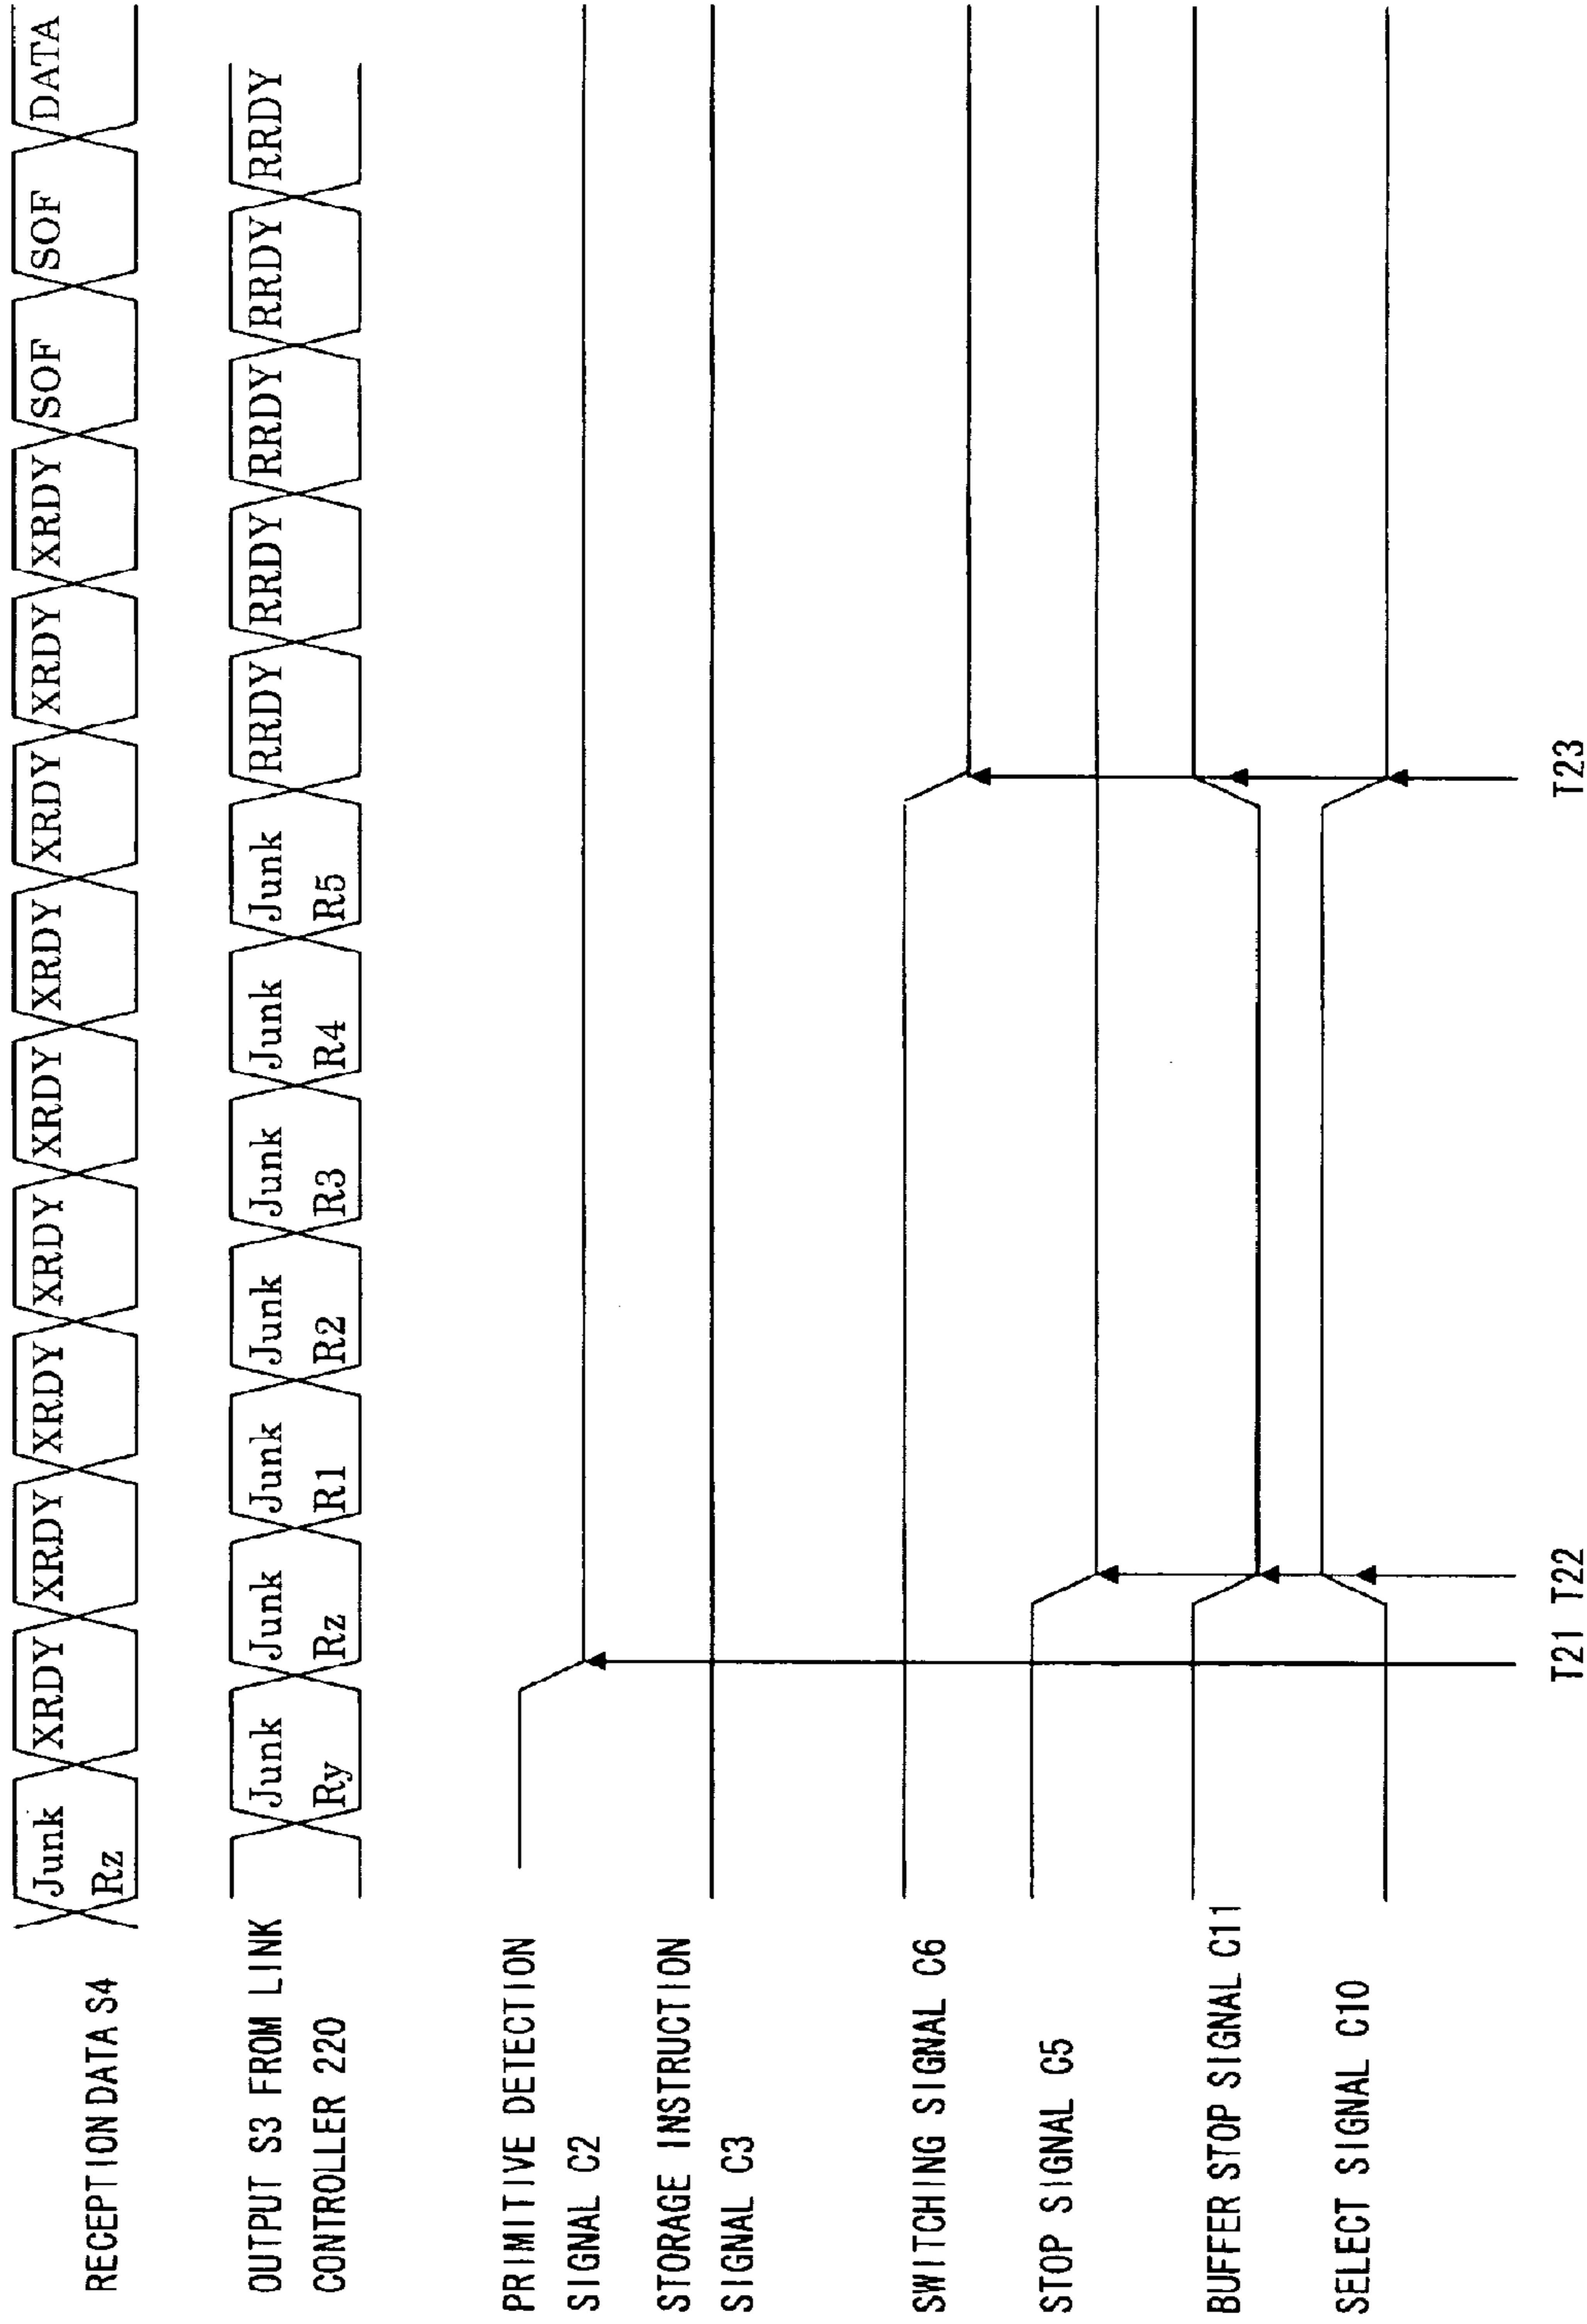 RECEPTION DATA S4
Junk XRDY XRDY XRDY XRDY XRDY XRDY XRDY XRDY XRDY SOF SOF DATA
Rz
OUTPUT S3 FROM LINK
CONTROLLER 220
Junk Junk Junk Junk Junk Junk Junk RRDY RRDY RRDY RRDY RRDY
Ry Rz R1 R2 R3 R4 R5
PRIMITIVE DETECTION
SIGNAL C2
STORAGE INSTRUCTION
SIGNAL C3
SWITCHING SIGNAL C6
STOP SIGNAL C5
BUFFER STOP SIGNAL C11
SELECT SIGNAL C10
T21 T22 T23